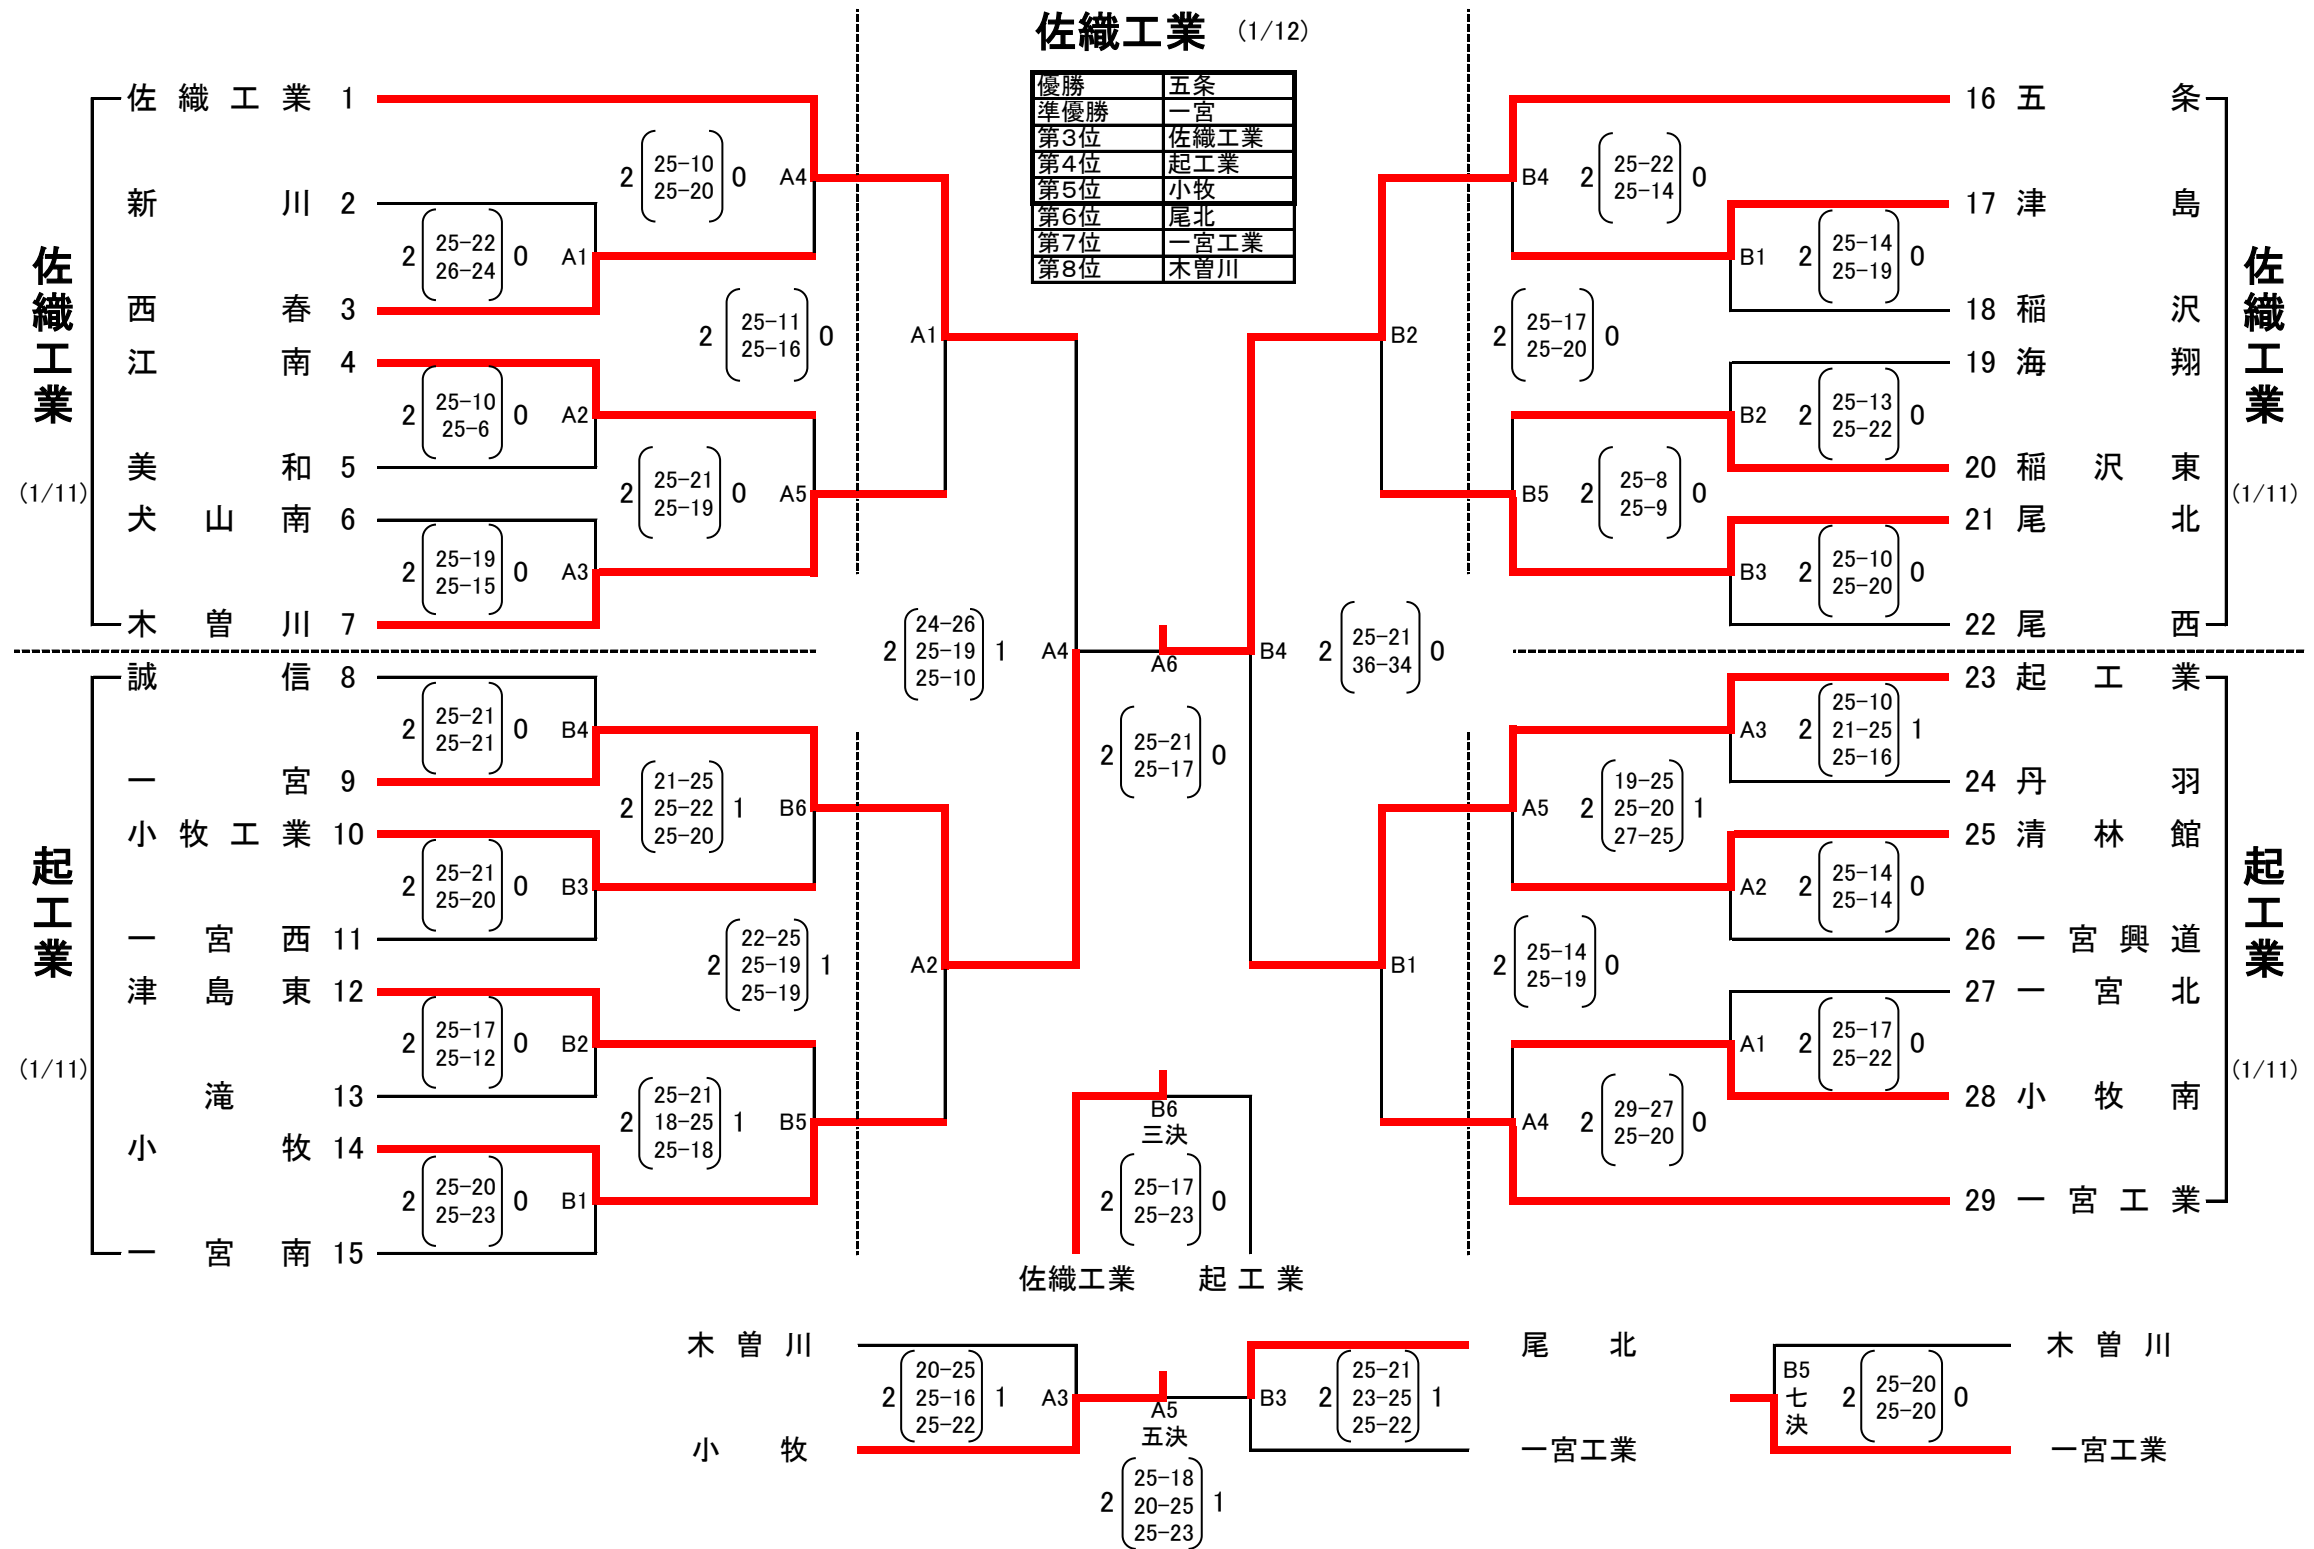 佐織工業 (1/12)
優勝 五条
準優勝 一宮
第3位 佐織工業
第4位 起工業
第5位 小牧
第6位 尾北
第7位 一宮工業
第8位 木曽川
佐織工業
(1/11)
起工業
(1/11)
佐織工業 1
新川 2
西春 3
江南 4
美和 5
犬山南 6
木曽川 7
誠信 8
一宮 9
小牧工業 10
一宮西 11
津島東 12
滝 13
小牧 14
一宮南 15
2 25-22 0 A1
26-24
2 25-10 0 A2
25-6
2 25-19 0 A3
25-15
2 25-21 0 B4
25-21
2 25-21 0 B3
25-20
2 25-17 0 B2
25-12
2 25-20 0 B1
25-23
2 25-10 0 A4
25-20
2 25-21 0 A5
25-19
21-25
2 25-22 1 B6
25-20
25-21
2 18-25 1 B5
25-18
2 25-11 0 A1
25-16
22-25
2 25-19 1 A2
25-19
24-26
2 25-19 1 A4
25-10
A6
2 25-21 0
25-17
B4 2 25-21 0
36-34
B2 2 25-17 0
25-20
B1 2 25-14 0
25-19
B4 2 25-22 0
25-14
B5 2 25-8 0
25-9
19-25
A5 2 25-20 1
27-25
A4 2 29-27 0
25-20
B1 2 25-14 0
25-19
B2 2 25-13 0
25-22
B3 2 25-10 0
25-20
25-10
A3 2 21-25 1
25-16
A2 2 25-14 0
25-14
A1 2 25-17 0
25-22
16 五条
17 津島
18 稲沢
19 海翔
20 稲沢東
21 尾北
22 尾西
23 起工業
24 丹羽
25 清林館
26 一宮興道
27 一宮北
28 小牧南
29 一宮工業
佐織工業
(1/11)
起工業
(1/11)
B6
三決
2 25-17 0
25-23
佐織工業 起工業
木曽川
小牧
20-25
2 25-16 1 A3
25-22
A5
五決
25-18
2 20-25 1
25-23
25-21
B3 2 23-25 1
25-22
尾北
一宮工業
B5
七決
2 25-20 0
25-20
木曽川
一宮工業